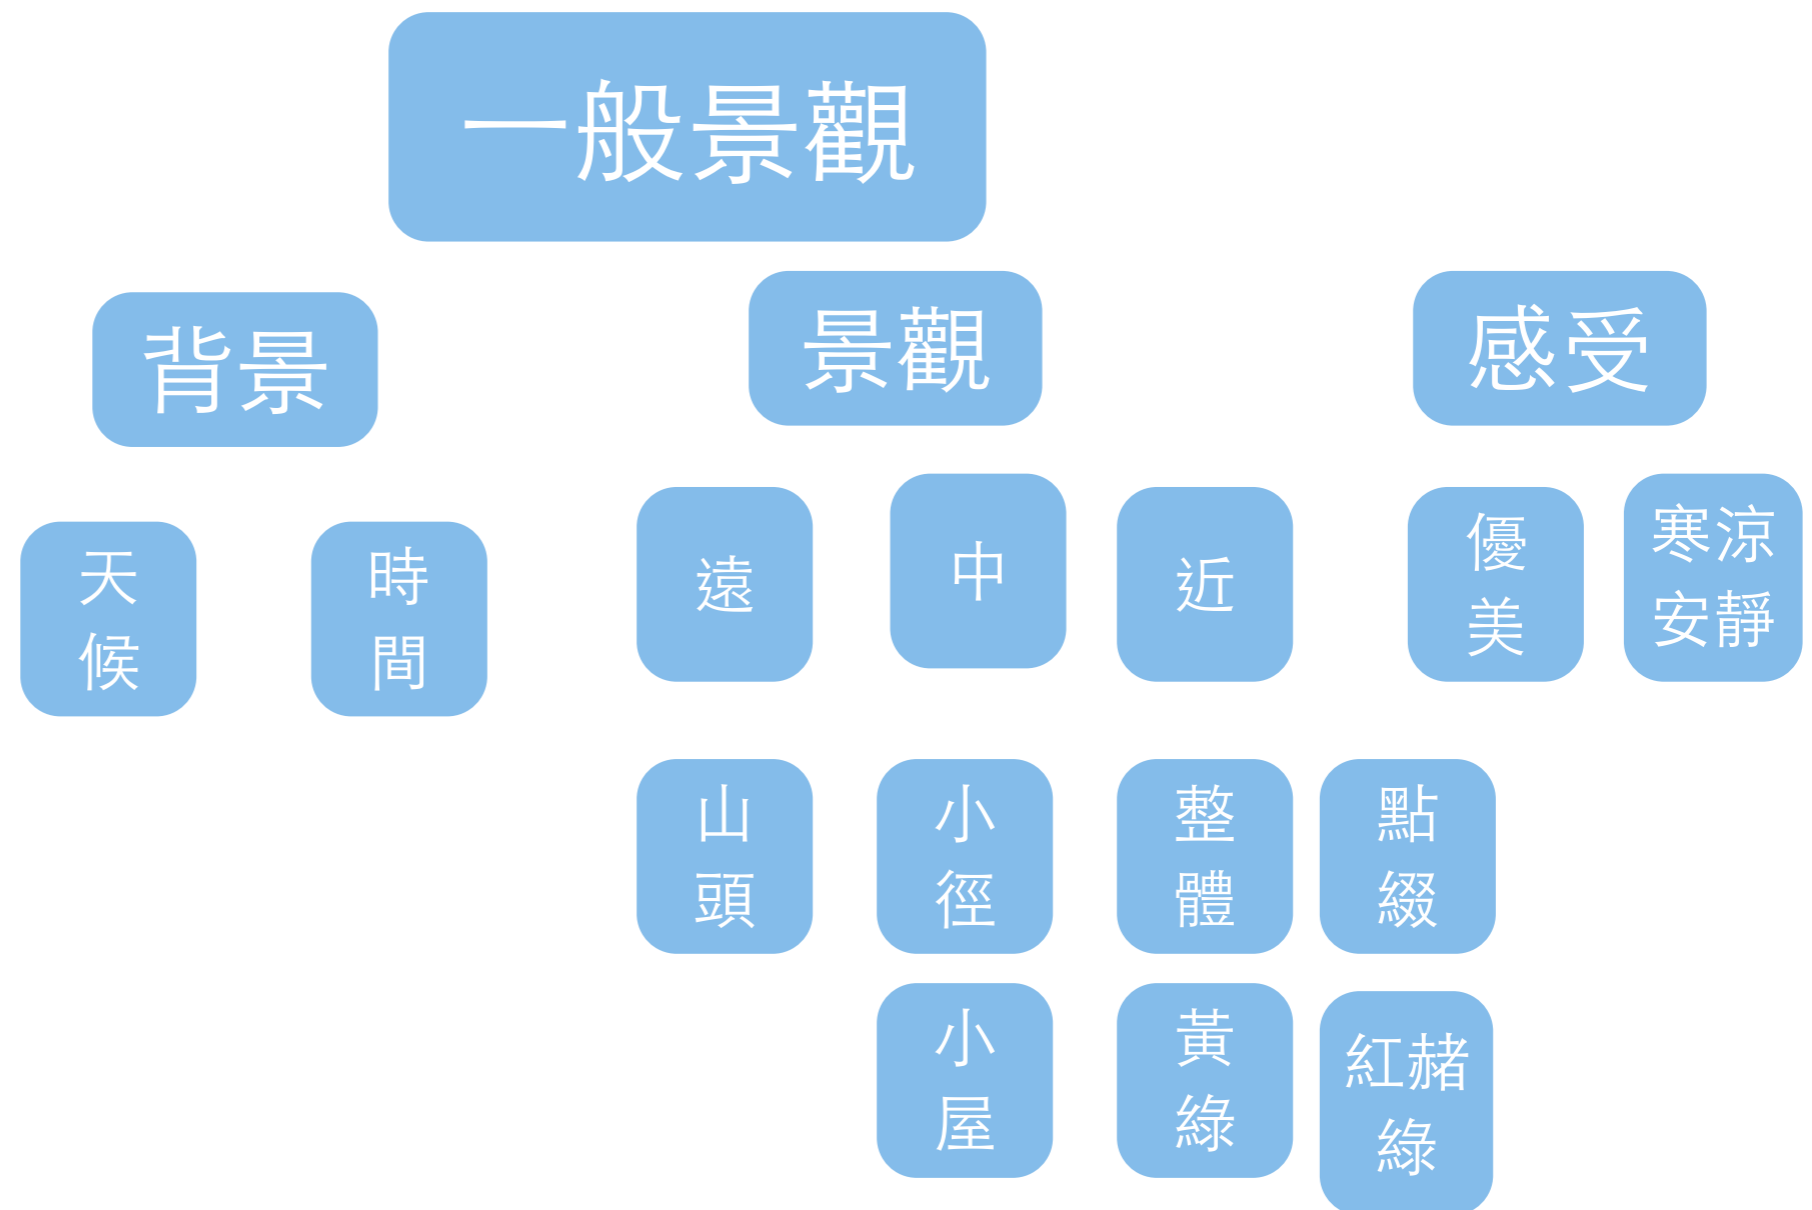 一般景觀
背景
景觀
感受
天
候
時
間
遠
中
近
優
美
寒涼
安靜
山
頭
小
徑
整
體
點
綴
小
屋
黃
綠
紅赭
綠